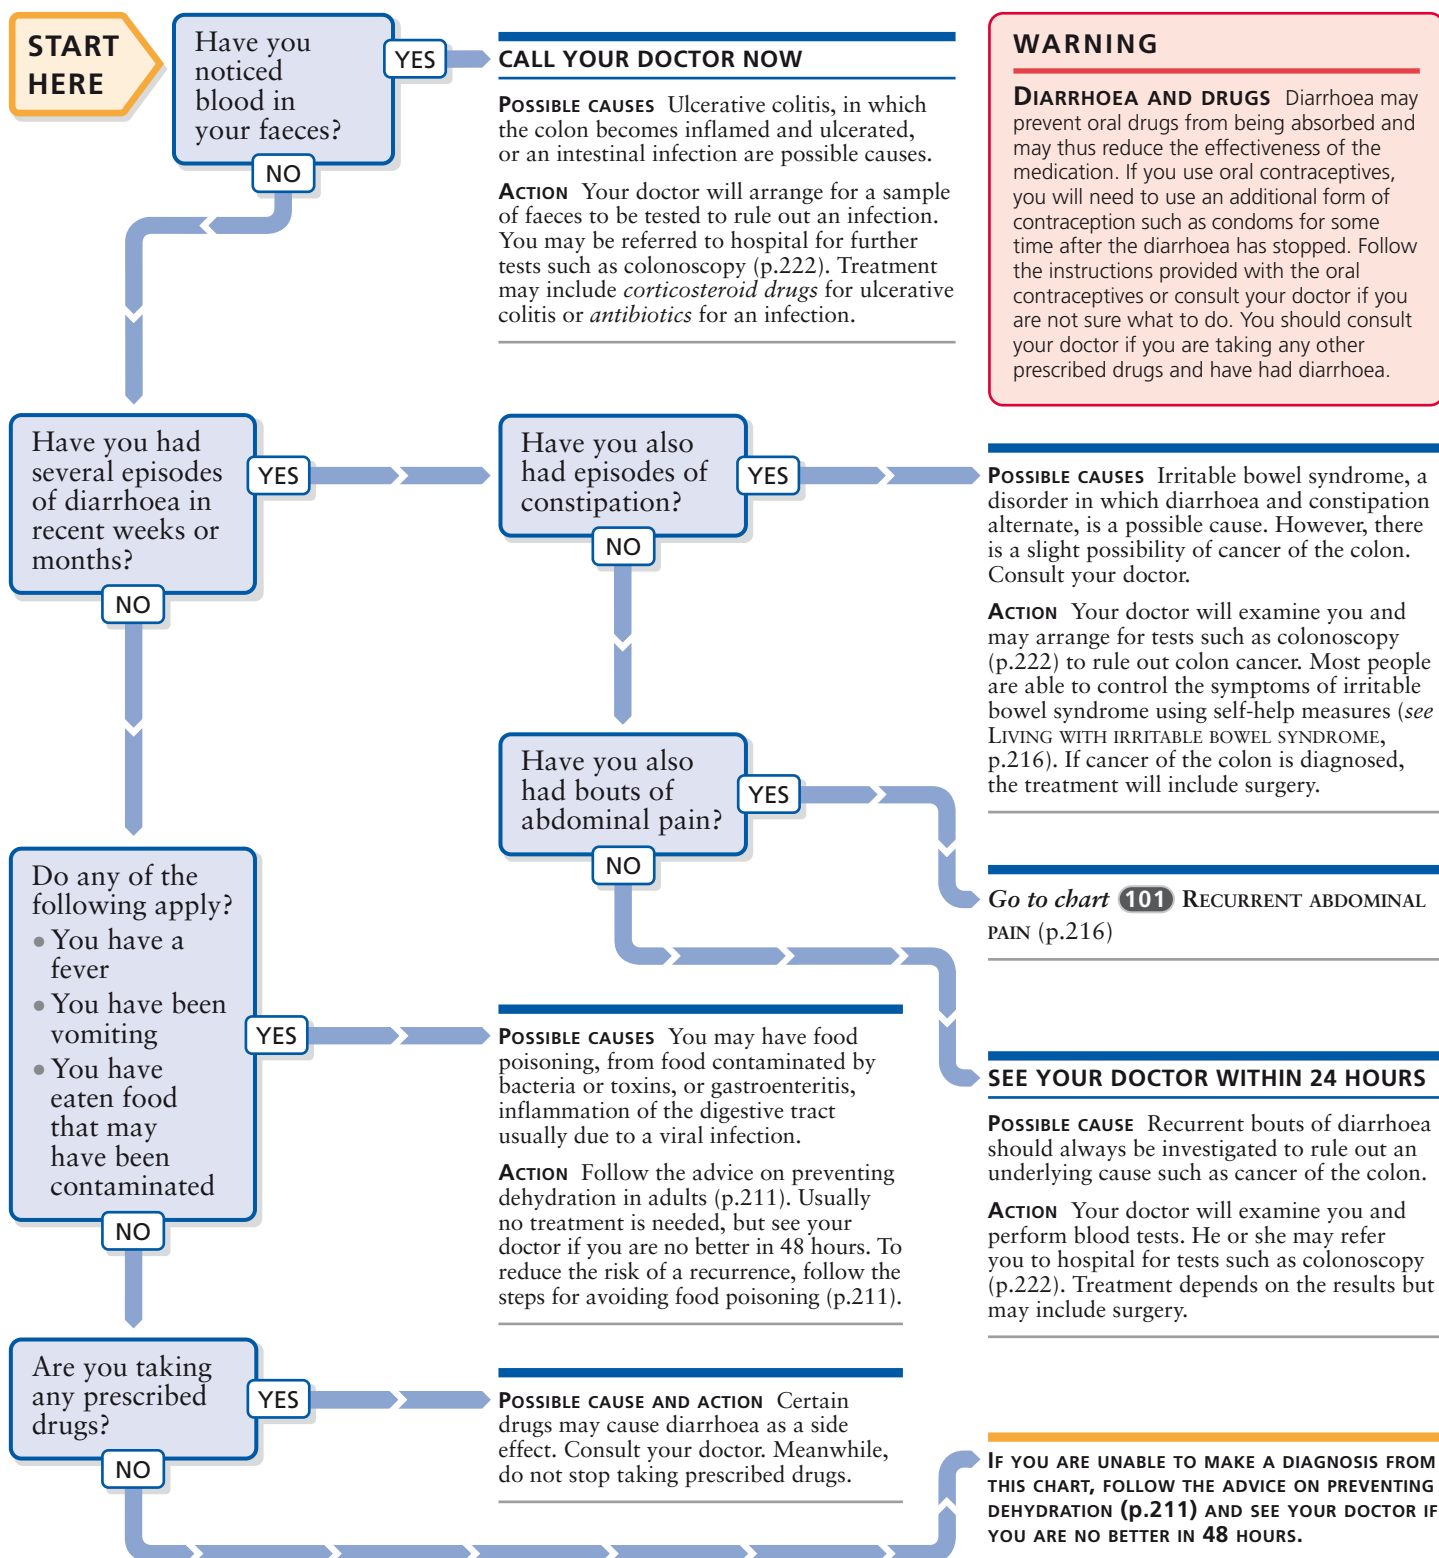 START
HERE
Have you
noticed
blood in
your faeces?
YES
NO
CALL YOUR DOCTOR NOW
POSSIBLE CAUSES Ulcerative colitis, in which
the colon becomes inflamed and ulcerated,
or an intestinal infection are possible causes.
ACTION Your doctor will arrange for a sample
of faeces to be tested to rule out an infection.
You may be referred to hospital for further
tests such as colonoscopy (p.222). Treatment
may include corticosteroid drugs for ulcerative
colitis or antibiotics for an infection.
WARNING
DIARRHOEA AND DRUGS Diarrhoea may
prevent oral drugs from being absorbed and
may thus reduce the effectiveness of the
medication. If you use oral contraceptives,
you will need to use an additional form of
contraception such as condoms for some
time after the diarrhoea has stopped. Follow
the instructions provided with the oral
contraceptives or consult your doctor if you
are not sure what to do. You should consult
your doctor if you are taking any other
prescribed drugs and have had diarrhoea.
Have you had
several episodes
of diarrhoea in
recent weeks or
months?
YES
NO
Have you also
had episodes of
constipation?
YES
NO
POSSIBLE CAUSES Irritable bowel syndrome, a
disorder in which diarrhoea and constipation
alternate, is a possible cause. However, there
is a slight possibility of cancer of the colon.
Consult your doctor.
ACTION Your doctor will examine you and
may arrange for tests such as colonoscopy
(p.222) to rule out colon cancer. Most people
are able to control the symptoms of irritable
bowel syndrome using self-help measures (see
LIVING WITH IRRITABLE BOWEL SYNDROME,
p.216). If cancer of the colon is diagnosed,
the treatment will include surgery.
Have you also
had bouts of
abdominal pain?
YES
NO
Go to chart 101 RECURRENT ABDOMINAL
PAIN (p.216)
SEE YOUR DOCTOR WITHIN 24 HOURS
POSSIBLE CAUSE Recurrent bouts of diarrhoea
should always be investigated to rule out an
underlying cause such as cancer of the colon.
ACTION Your doctor will examine you and
perform blood tests. He or she may refer
you to hospital for tests such as colonoscopy
(p.222). Treatment depends on the results but
may include surgery.
Do any of the
following apply?
• You have a
fever
• You have been
vomiting
• You have
eaten food
that may
have been
contaminated
YES
NO
POSSIBLE CAUSES You may have food
poisoning, from food contaminated by
bacteria or toxins, or gastroenteritis,
inflammation of the digestive tract
usually due to a viral infection.
ACTION Follow the advice on preventing
dehydration in adults (p.211). Usually
no treatment is needed, but see your
doctor if you are no better in 48 hours. To
reduce the risk of a recurrence, follow the
steps for avoiding food poisoning (p.211).
Are you taking
any prescribed
drugs?
YES
NO
POSSIBLE CAUSE AND ACTION Certain
drugs may cause diarrhoea as a side
effect. Consult your doctor. Meanwhile,
do not stop taking prescribed drugs.
IF YOU ARE UNABLE TO MAKE A DIAGNOSIS FROM
THIS CHART, FOLLOW THE ADVICE ON PREVENTING
DEHYDRATION (p.211) AND SEE YOUR DOCTOR IF
YOU ARE NO BETTER IN 48 HOURS.